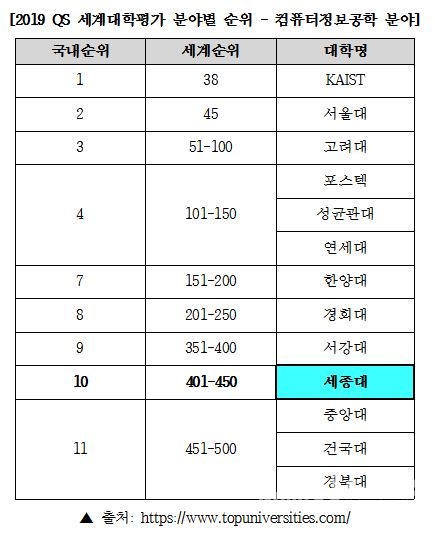 [2019 QS 세계대학평가 분야별 순위 - 컴퓨터정보공학 분야]
국내순위 세계순위 대학명
1 38 KAIST
2 45 서울대
3 51-100 고려대
4 101-150 포스텍
성균관대
연세대
7 151-200 한양대
8 201-250 경희대
9 351-400 서강대
10 401-450 세종대
11 451-500 중앙대
건국대
경북대
▲ 출처: https://www.topuniversities.com/